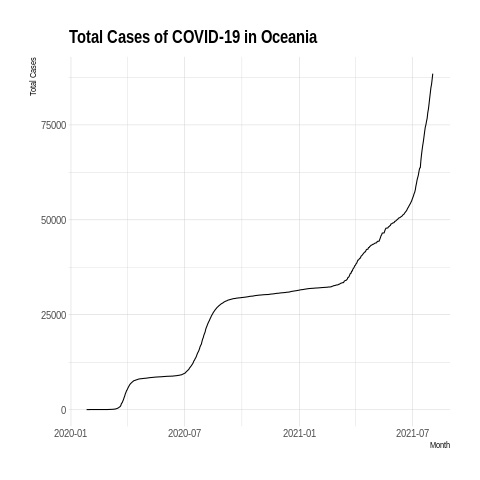 Total Cases of COVID-19 in Oceania
Total Cases
75000
50000
25000
0
2020-01 2020-07 2021-01 2021-07
Month